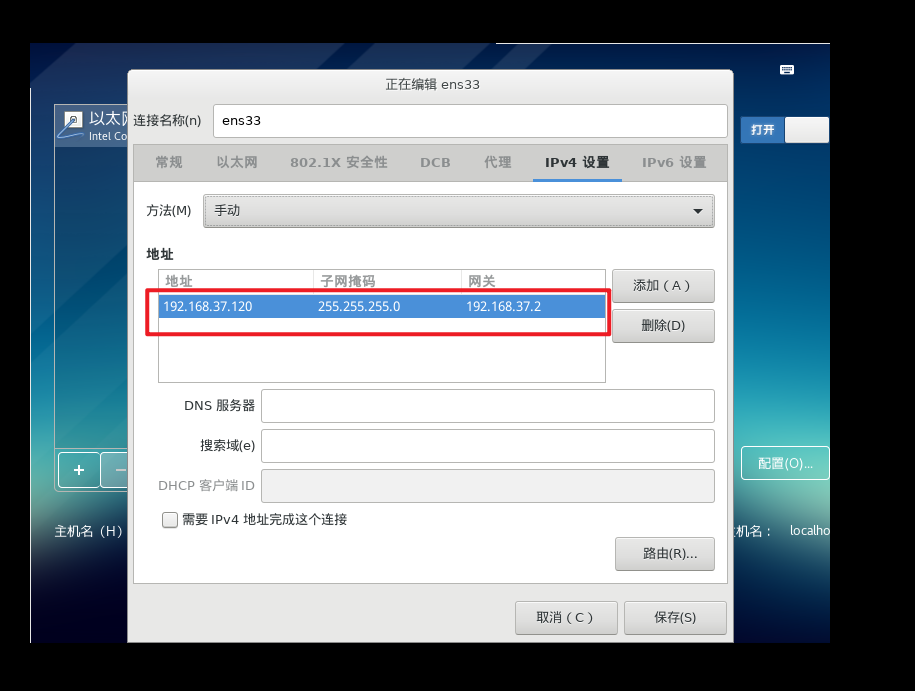 正在编辑 ens33
以太
Intel Co
连接名称(n)
ens33
打开
常规
以太网
802.1X 安全性
DCB
代理
IPv4 设置
IPv6 设置
方法(M)
手动
地址
地址
子网掩码
网关
添加 ( A )
192.168.37.120
255.255.255.0
192.168.37.2
删除(D)
DNS 服务器
搜索域(e)
+
−
配置(O)...
DHCP 客户端 ID
需要 IPv4 地址完成这个连接
主机名（H）
机名：
localho
路由(R)...
取消 ( C )
保存(S)